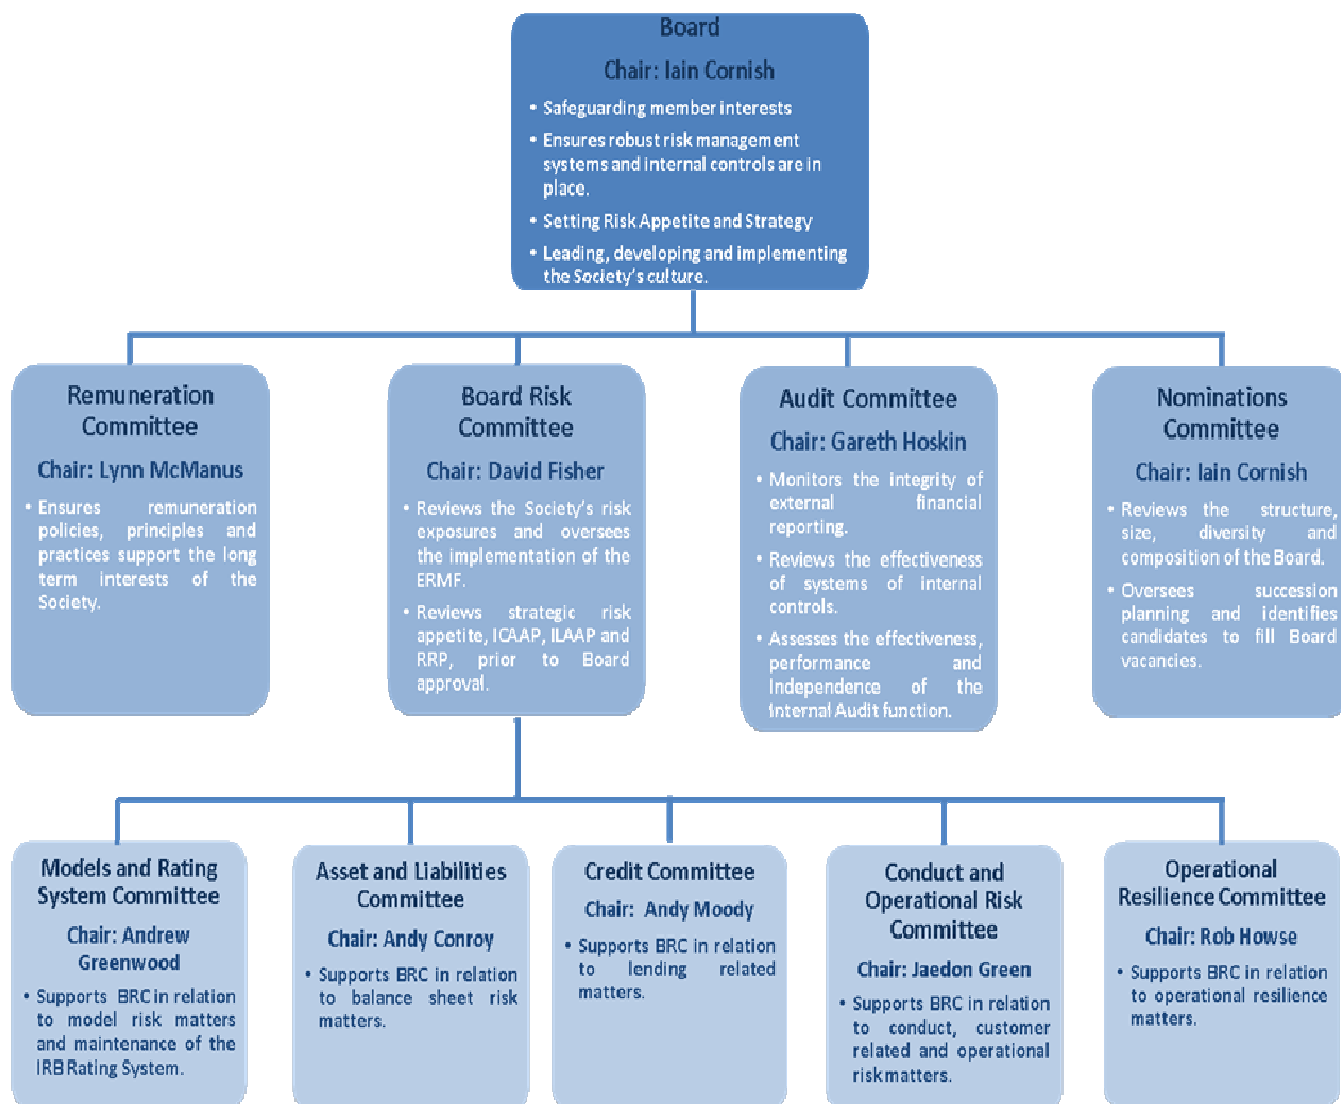 Board
Chair: Iain Cornish
• Safeguarding member interests
• Ensures robust risk management
systems and internal controls are in
place.
• Setting Risk Appetite and Strategy
• Leading, developing and implementing
the Society's culture.
Remuneration
Committee
Chair: Lynn McManus
• Ensures remuneration
policies, principles and
practices support the long
term interests of the
Society.
Board Risk
Committee
Chair: David Fisher
• Reviews the Society's risk
exposures and oversees
the implementation of the
ERMF.
• Reviews strategic risk
appetite, ICAAP, ILAAP and
RRP, prior to Board
approval.
Audit Committee
Chair: Gareth Hoskin
• Monitors the integrity of
external financial
reporting.
• Reviews the effectiveness
of systems of internal
controls.
• Assesses the effectiveness,
performance and
Independence of the
Internal Audit function.
Nominations
Committee
Chair: Iain Cornish
• Reviews the structure,
size, diversity and
composition of the Board.
• Oversees succession
planning and identifies
candidates to fill Board
vacancies.
Models and Rating
System Committee
Chair: Andrew
Greenwood
• Supports BRC in relation
to model risk matters
and maintenance of the
IRB Rating System.
Asset and Liabilities
Committee
Chair: Andy Conroy
• Supports BRC in relation
to balance sheet risk
matters.
Credit Committee
Chair: Andy Moody
• Supports BRC in relation
to lending related
matters.
Conduct and
Operational Risk
Committee
Chair: Jaedon Green
• Supports BRC in relation
to conduct, customer
related and operational
risk matters.
Operational
Resilience Committee
Chair: Rob Howse
• Supports BRC in relation
to operational resilience
matters.